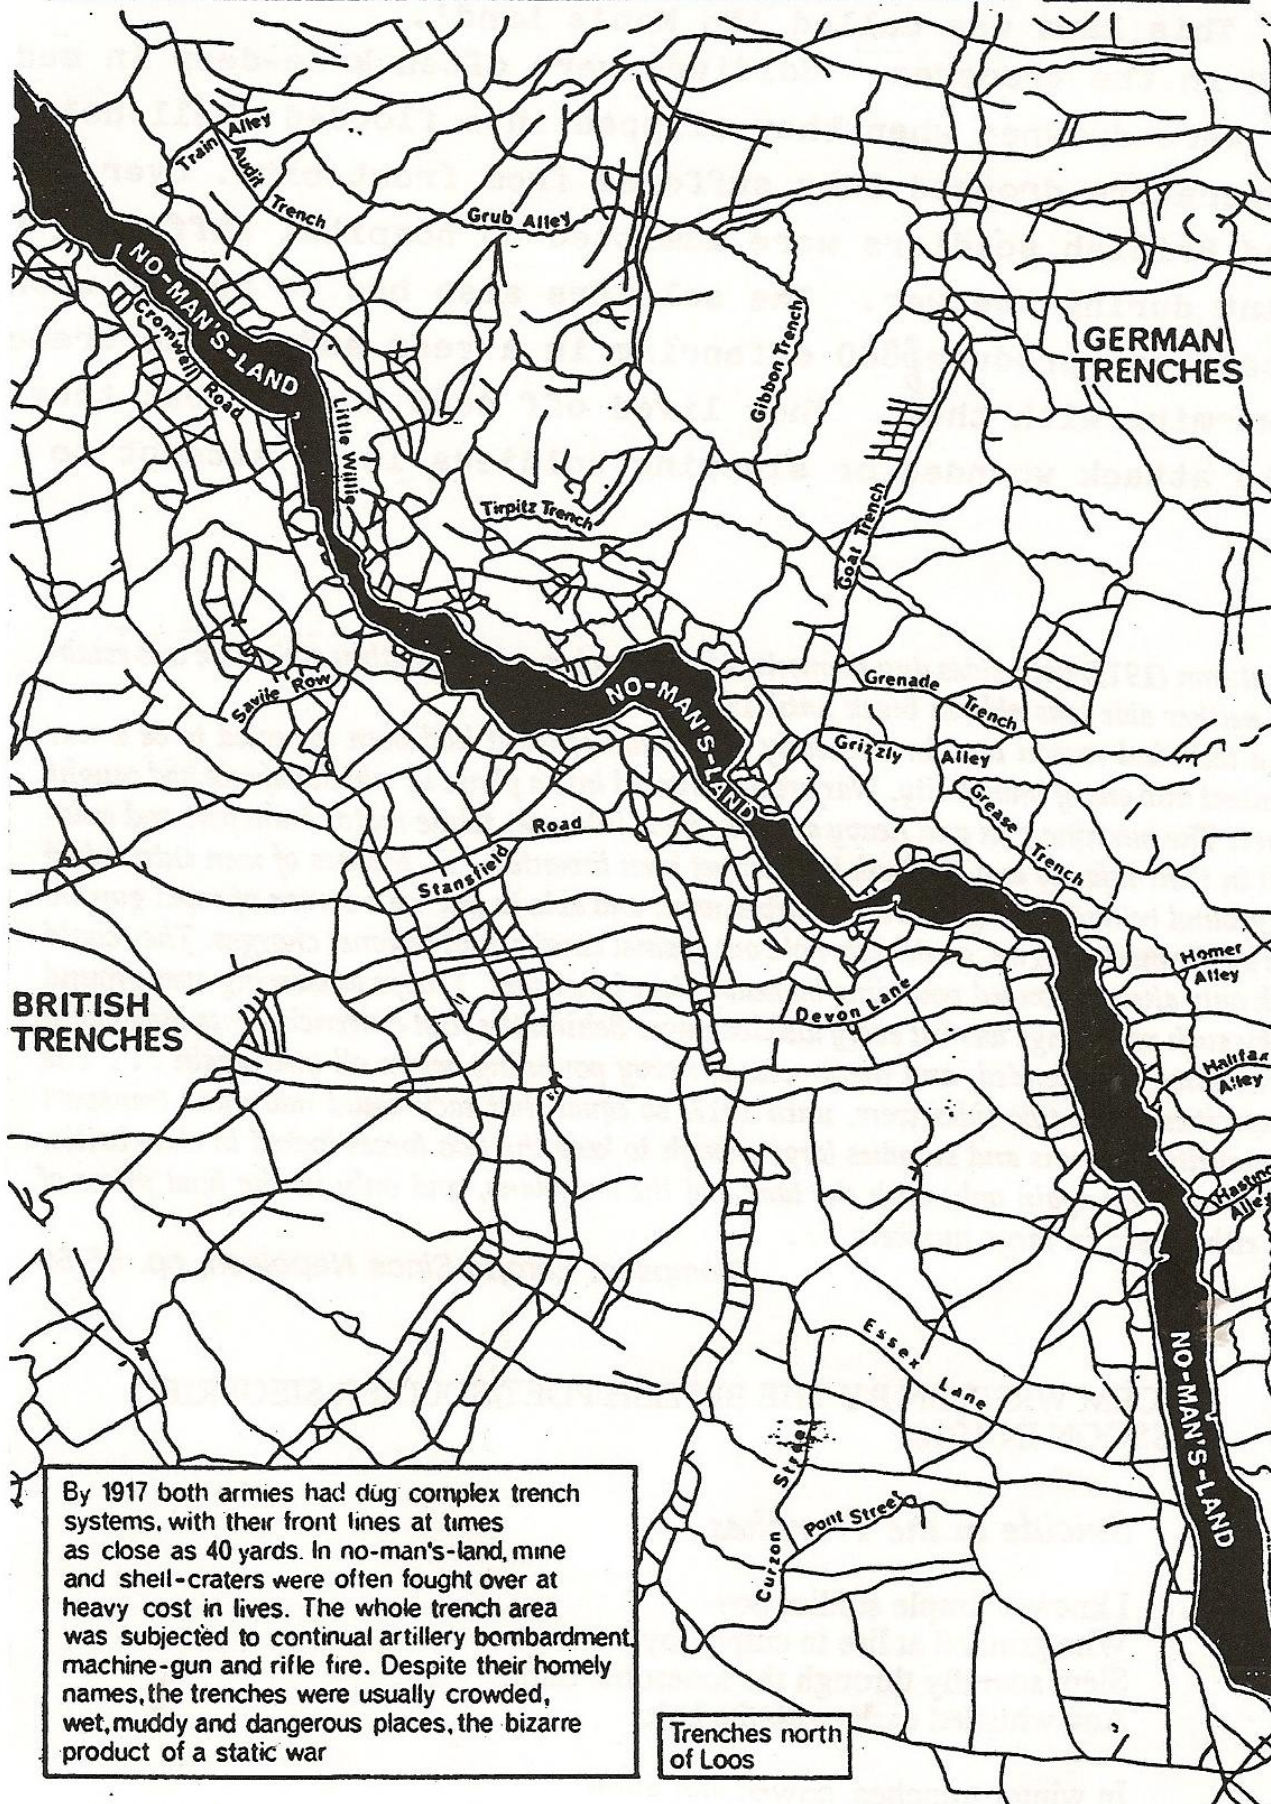 Train Alley
Audit
Trench
Grub Alley
NO-MAN'S-LAND
Cromwell Road
Little Willie
Gibbon Trench
GERMAN
TRENCHES
Tirpitz Trench
Goat Trench
Savile Row
NO-MAN'S-LAND
Grenade
Trench
Grizzly Alley
Grease
Trench
Stansfield Road
BRITISH
TRENCHES
Devon Lane
Homer
Alley
Halifax
Alley
Hasting
Alley
Essex
Lane
NO-MAN'S-LAND
Curzon Street
Pont Street
By 1917 both armies had dug complex trench
systems, with their front lines at times
as close as 40 yards. In no-man's-land, mine
and shell-craters were often fought over at
heavy cost in lives. The whole trench area
was subjected to continual artillery bombardment,
machine-gun and rifle fire. Despite their homely
names, the trenches were usually crowded,
wet, muddy and dangerous places, the bizarre
product of a static war
Trenches north
of Loos